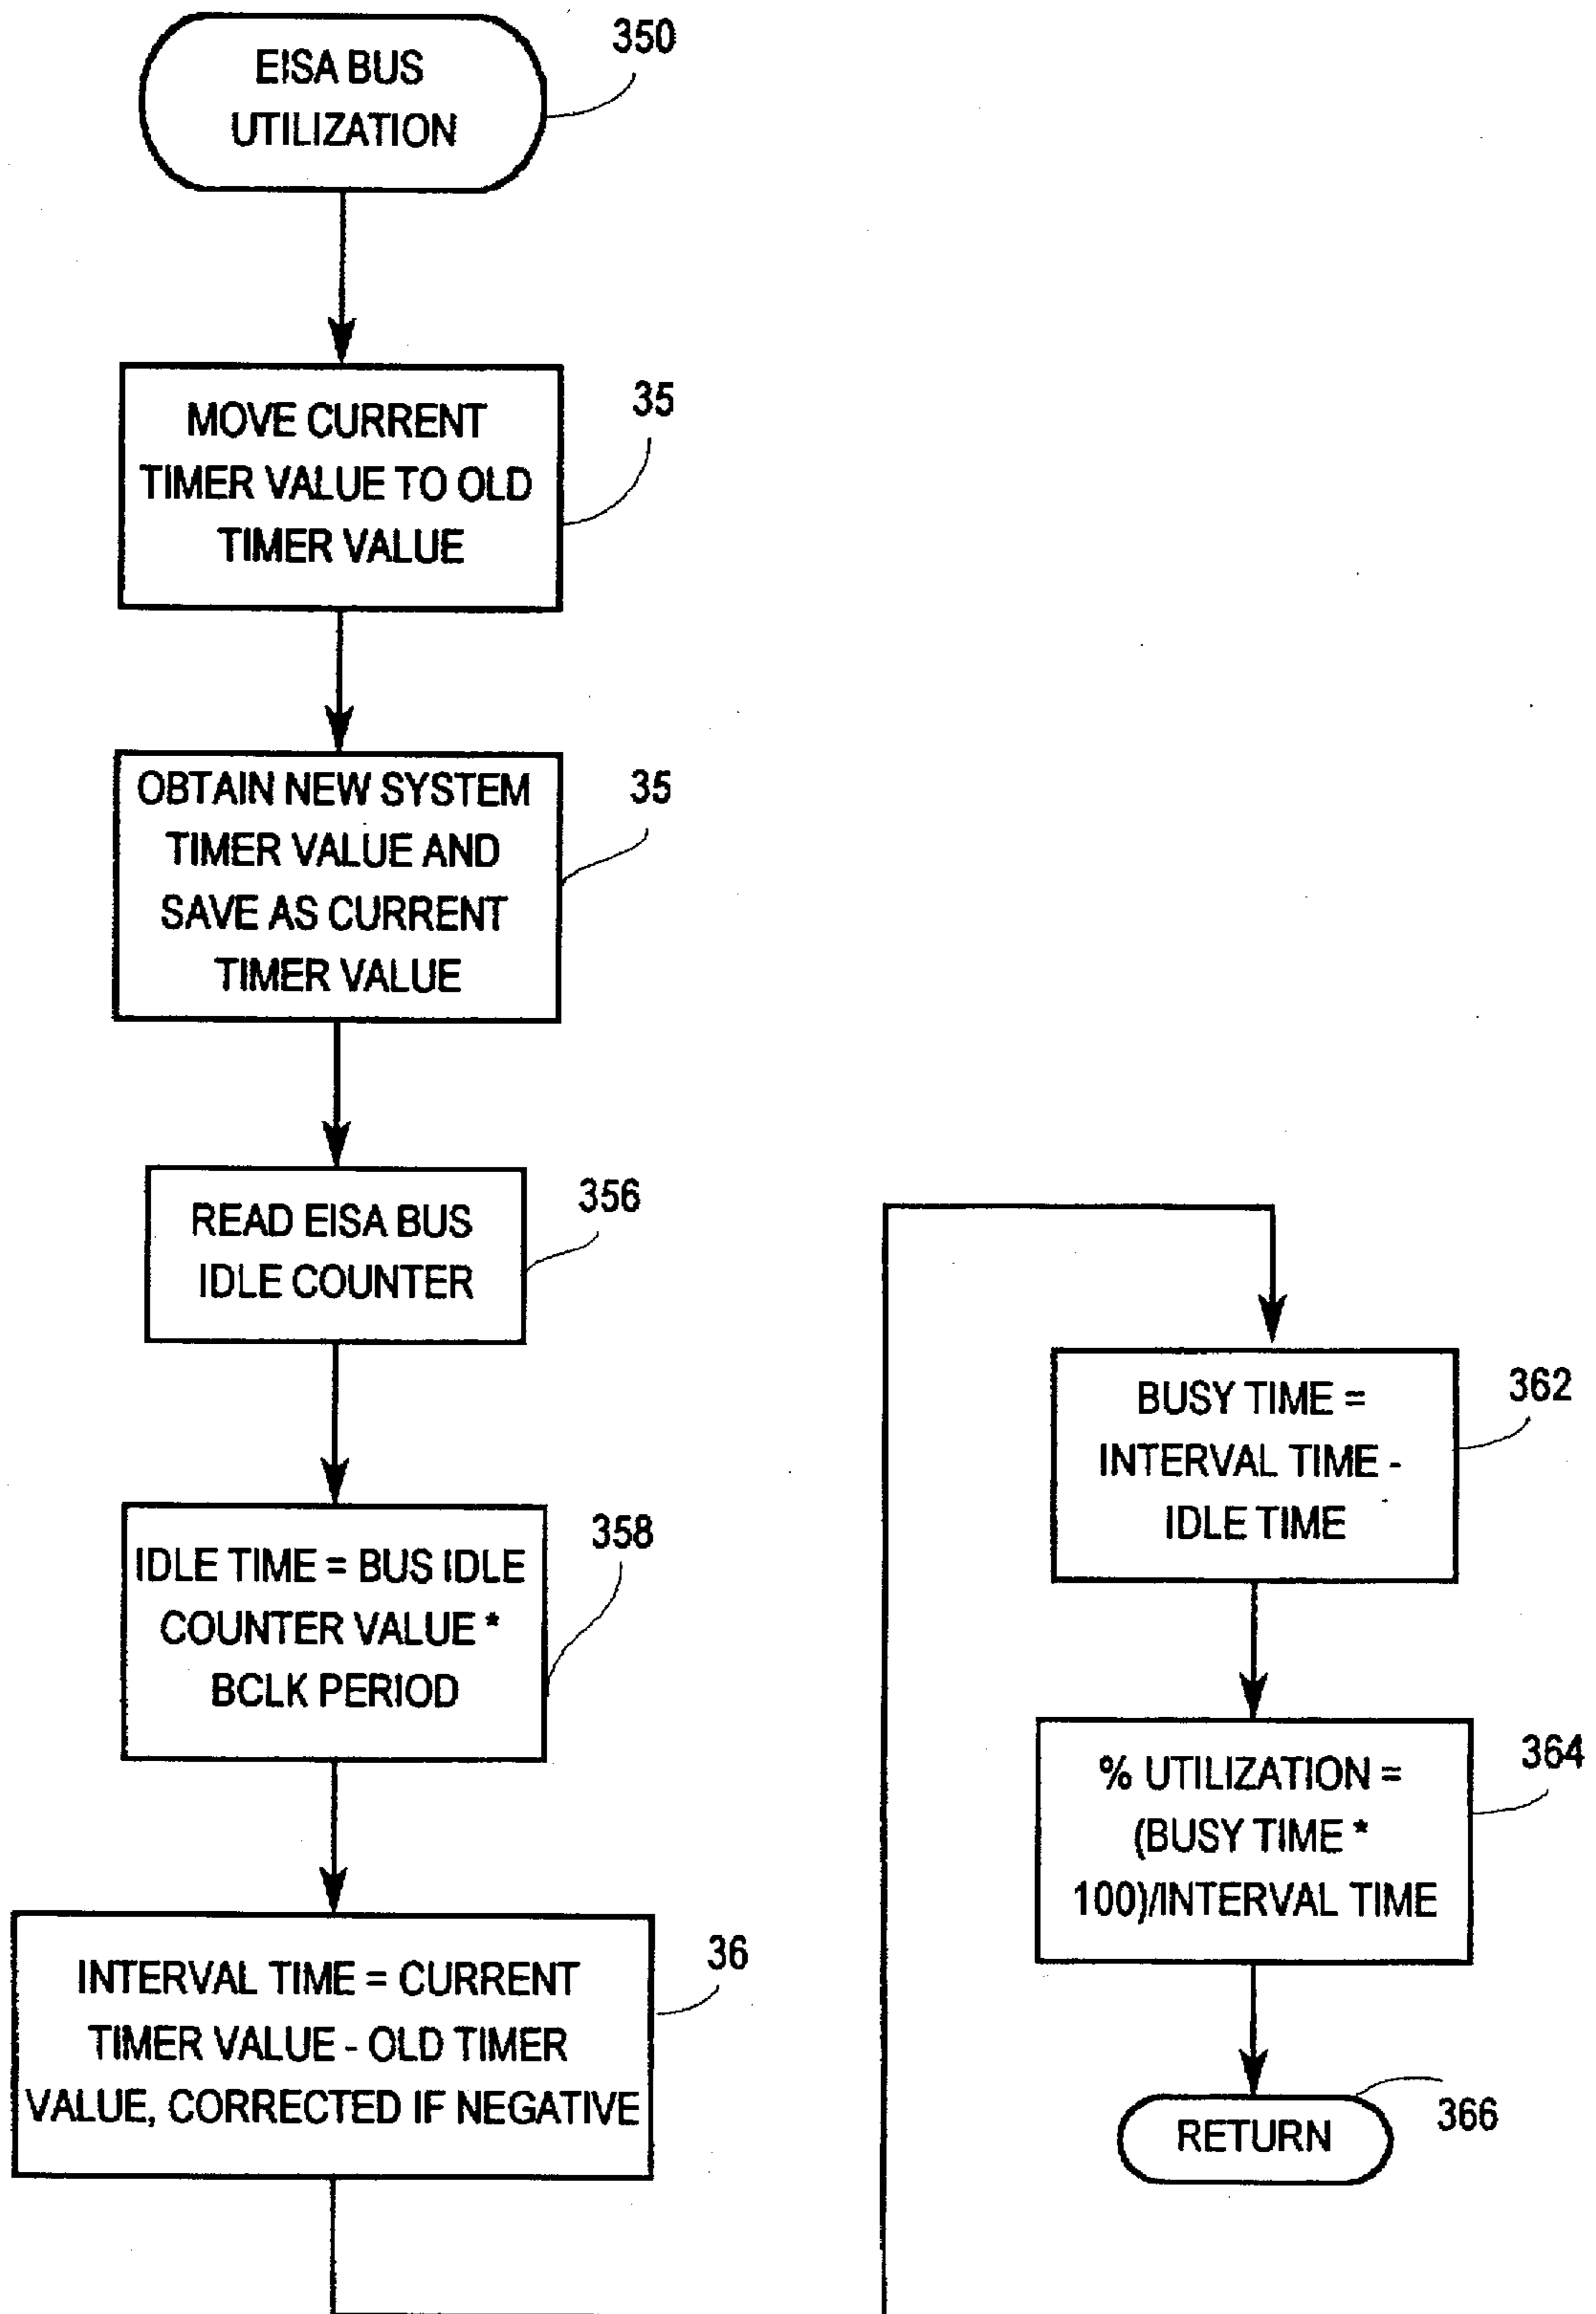 EISA BUS
UTILIZATION
350
MOVE CURRENT
TIMER VALUE TO OLD
TIMER VALUE
35
OBTAIN NEW SYSTEM
TIMER VALUE AND
SAVE AS CURRENT
TIMER VALUE
35
READ EISA BUS
IDLE COUNTER
356
IDLE TIME = BUS IDLE
COUNTER VALUE *
BCLK PERIOD
358
INTERVAL TIME = CURRENT
TIMER VALUE - OLD TIMER
VALUE, CORRECTED IF NEGATIVE
36
BUSY TIME =
INTERVAL TIME -
IDLE TIME
362
% UTILIZATION =
(BUSY TIME *
100)/INTERVAL TIME
364
RETURN
366